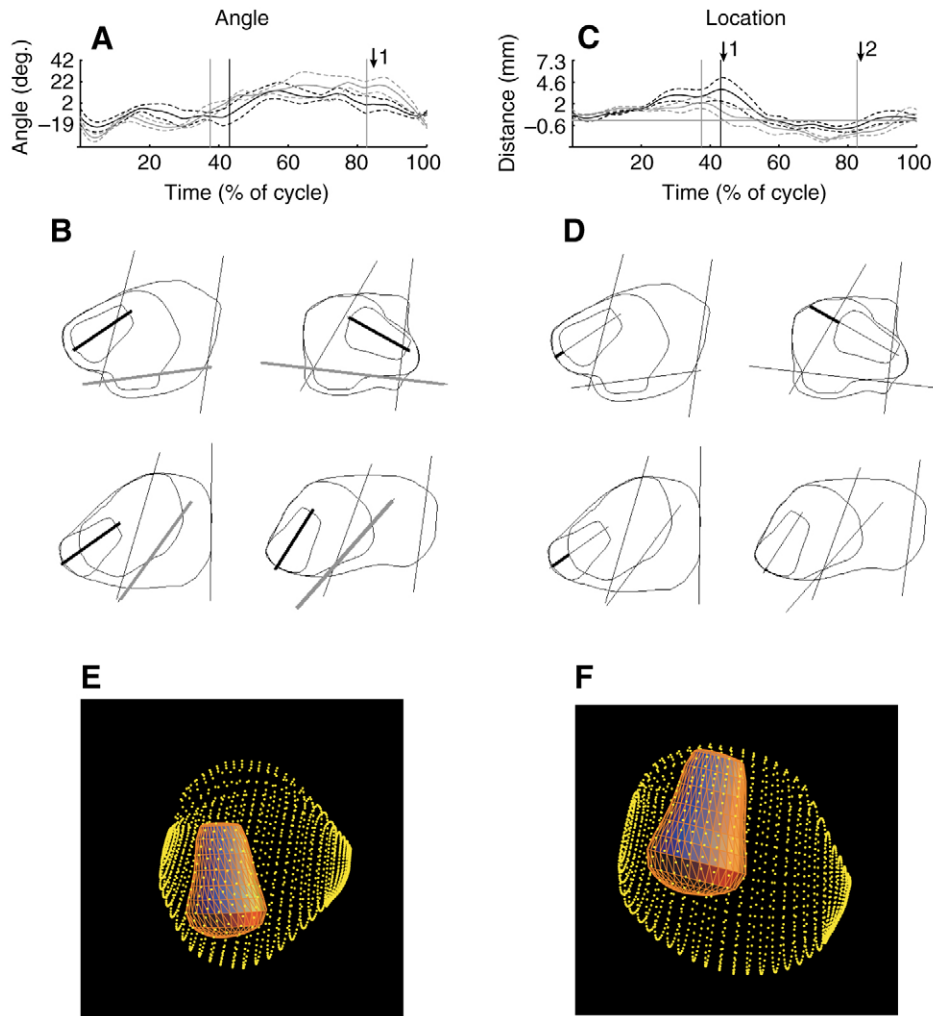 Angle
A
↓1
Angle (deg.)
42
22
2
−19
20 40 60 80 100
Time (% of cycle)
Location
C
↓1
↓2
Distance (mm)
7.3
4.6
2
−0.6
20 40 60 80 100
Time (% of cycle)
B
D
E
F